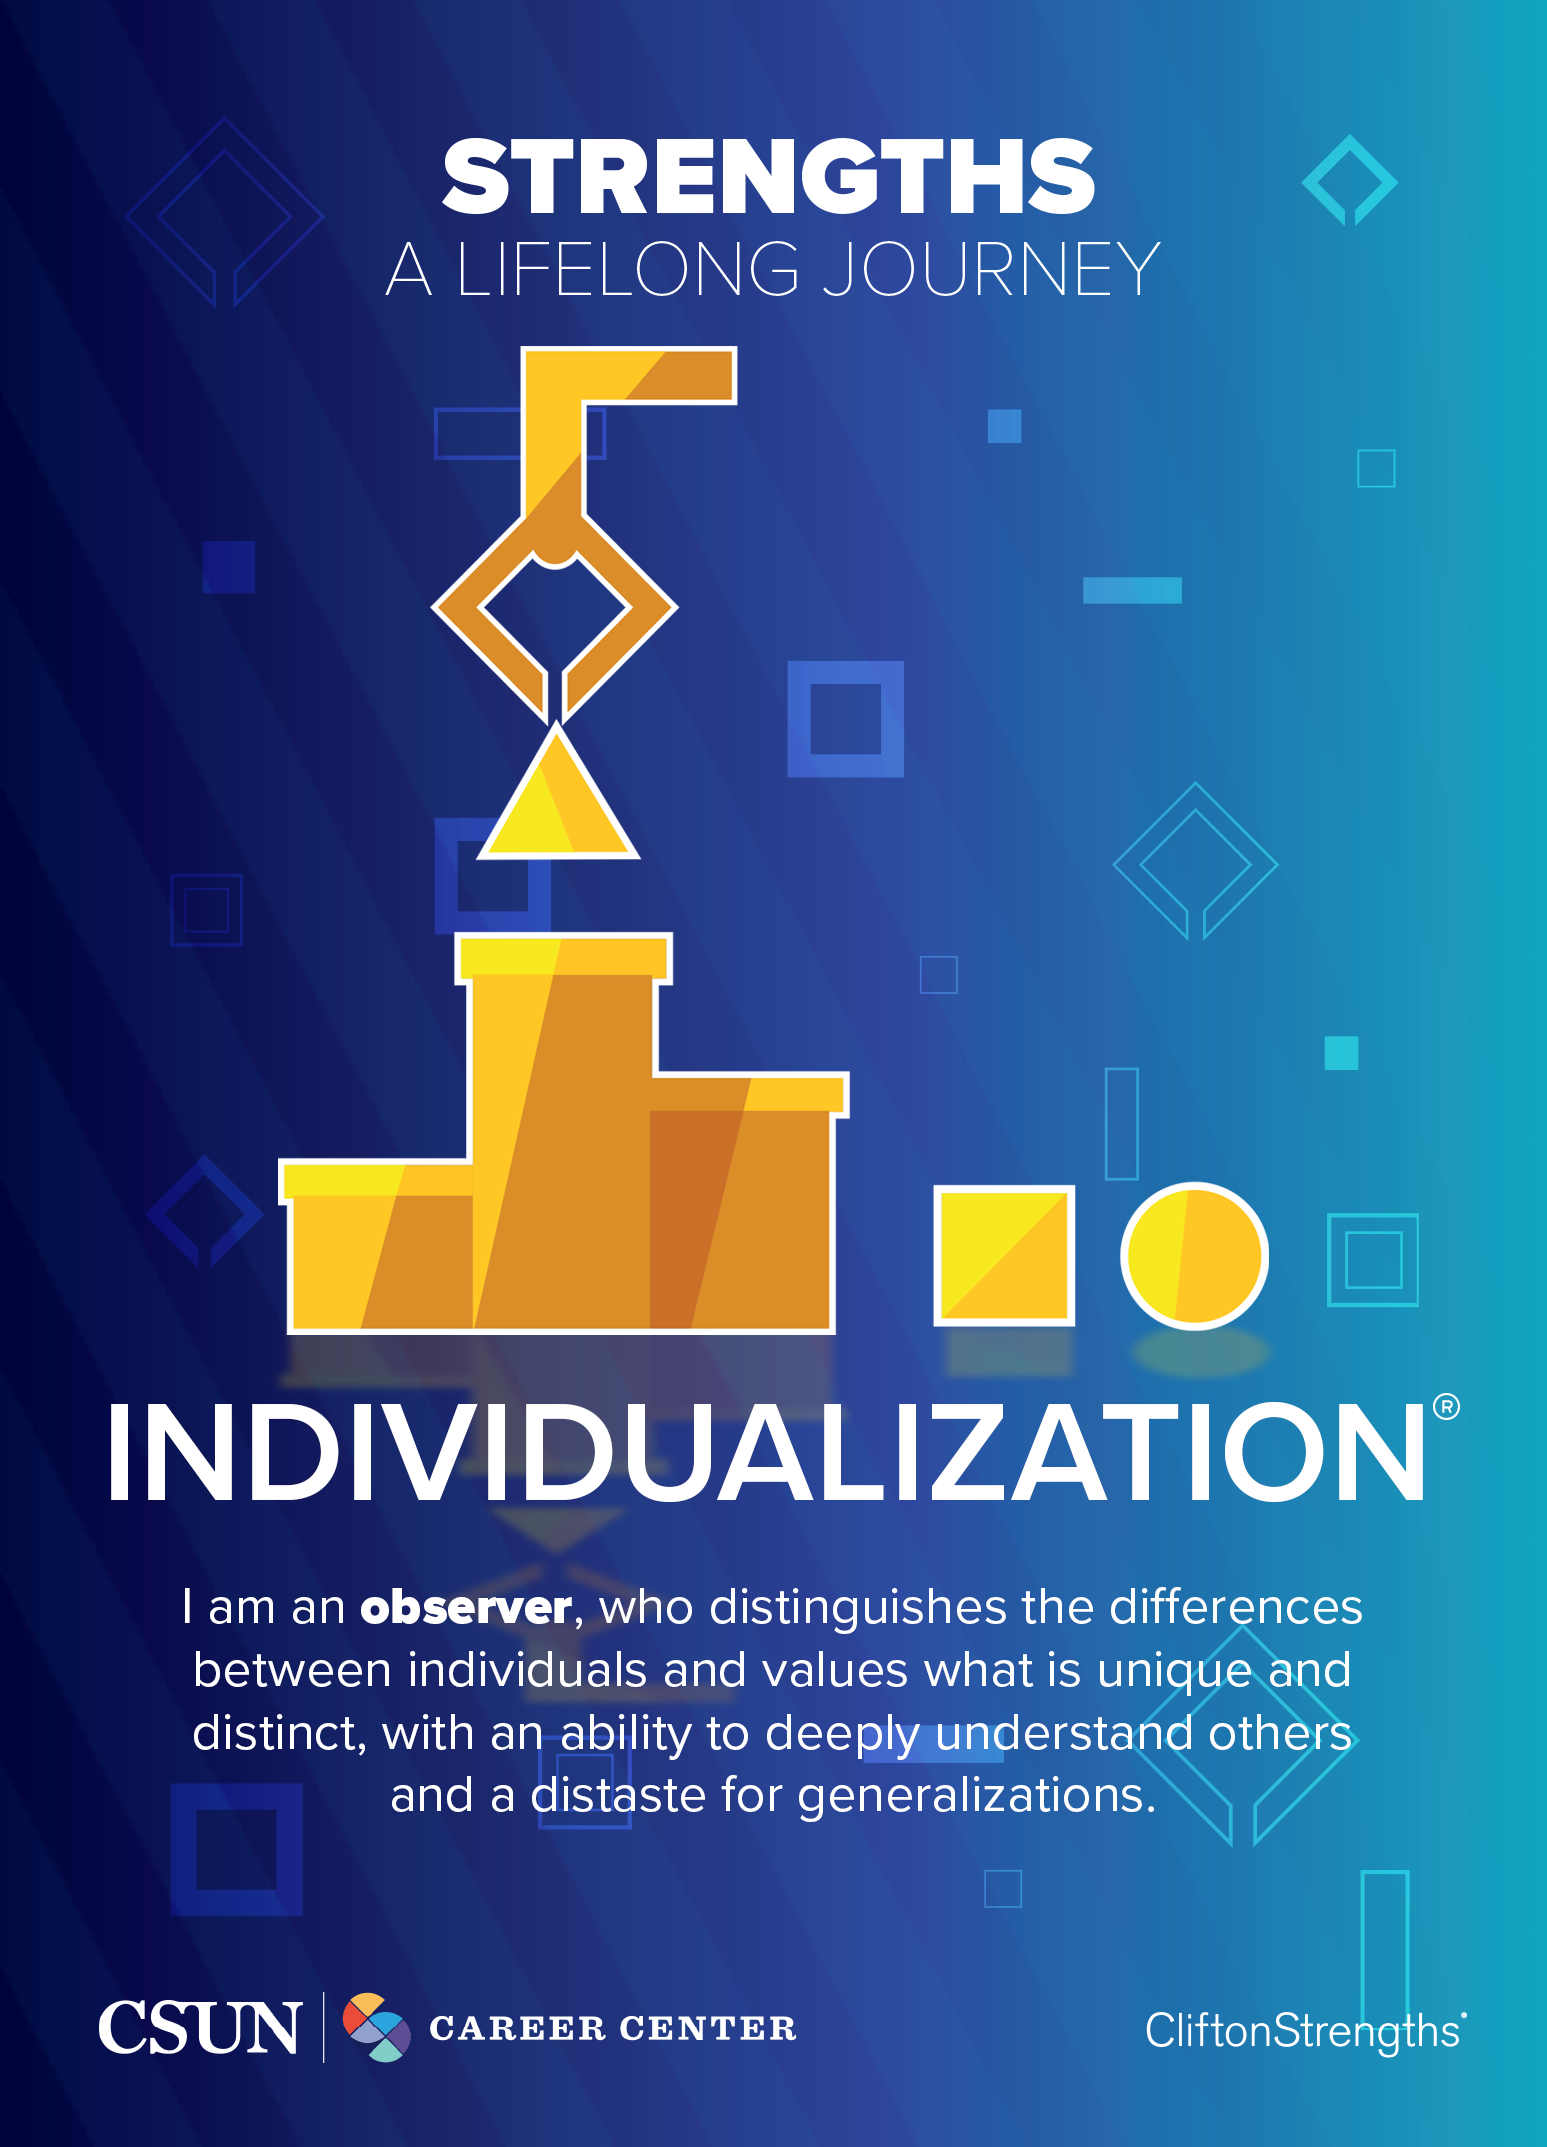 STRENGTHS
A LIFELONG JOURNEY
INDIVIDUALIZATION®
I am an observer, who distinguishes the differences
between individuals and values what is unique and
distinct, with an ability to deeply understand others
and a distaste for generalizations.
CSUN | CAREER CENTER
CliftonStrengths®